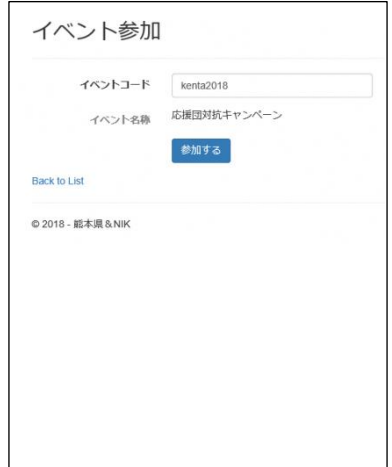 イベント参加
イベントコード kenta2018
イベント名称 応援団対抗キャンペーン
参加する
Back to List
© 2018 - 熊本県＆NIK